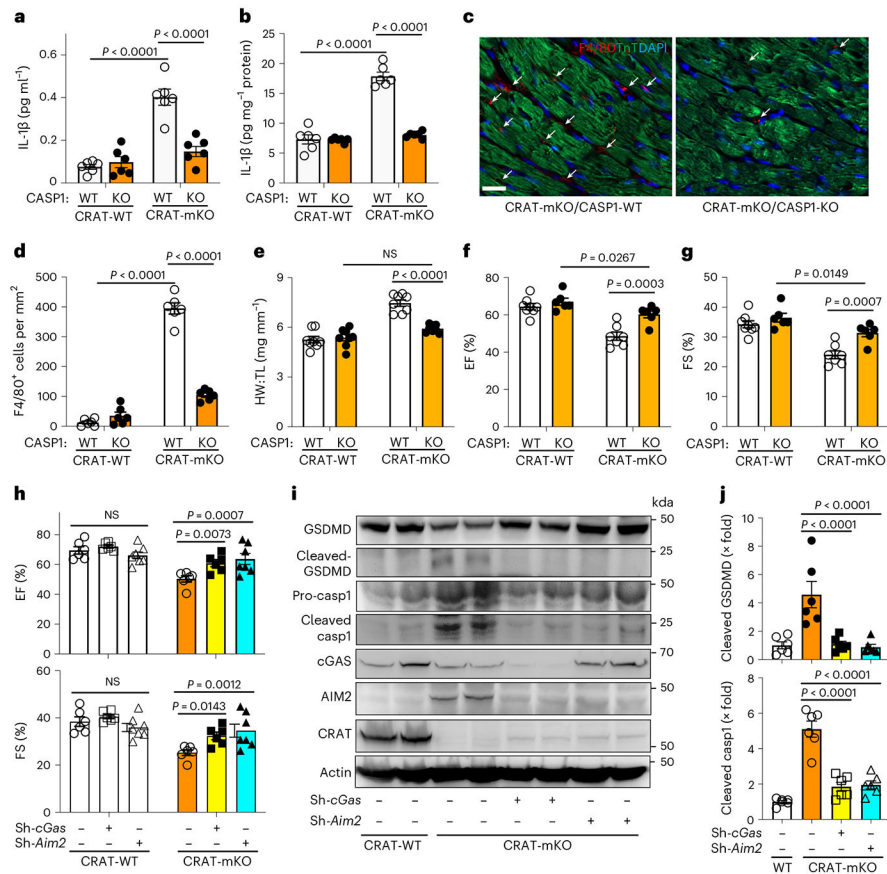 a
P < 0.0001
P < 0.0001
IL-1β (pg ml⁻¹)
0.6
0.4
0.2
0
CASP1: WT KO WT KO
CRAT-WT CRAT-mKO
b
P < 0.0001
P < 0.0001
IL-1β (pg mg⁻¹ protein)
25
20
15
10
5
0
CASP1: WT KO WT KO
CRAT-WT CRAT-mKO
c
F4/80TnTDAPI
CRAT-mKO/CASP1-WT CRAT-mKO/CASP1-KO
d
P < 0.0001
P < 0.0001
F4/80⁺ cells per mm²
500
400
300
200
100
0
CASP1: WT KO WT KO
CRAT-WT CRAT-mKO
e
NS
P < 0.0001
HW:TL (mg mm⁻¹)
9
6
3
0
CASP1: WT KO WT KO
CRAT-WT CRAT-mKO
f
P = 0.0267
P = 0.0003
EF (%)
80
60
40
20
0
WT KO WT KO
CRAT-WT CRAT-mKO
g
P = 0.0149
P = 0.0007
FS (%)
50
40
30
20
10
0
WT KO WT KO
CRAT-WT CRAT-mKO
h
NS
P = 0.0007
P = 0.0073
EF (%)
80
60
40
20
0
NS
P = 0.0012
P = 0.0143
FS (%)
60
40
20
0
Sh-cGas – + – – + –
Sh-Aim2 – – + – – +
CRAT-WT CRAT-mKO
i
kda
GSDMD 50
Cleaved-
GSDMD 25
Pro-casp1 50
Cleaved
casp1 25
cGAS 70
AIM2 50
CRAT 50
Actin 50
Sh-cGas – – – – + + – –
Sh-Aim2 – – – – – – + +
CRAT-WT CRAT-mKO
j
P < 0.0001
P < 0.0001
Cleaved GSDMD (× fold)
10
8
6
4
2
0
P < 0.0001
P < 0.0001
Cleaved casp1 (× fold)
8
6
4
2
0
Sh-cGas – – + –
Sh-Aim2 – – – +
WT CRAT-mKO